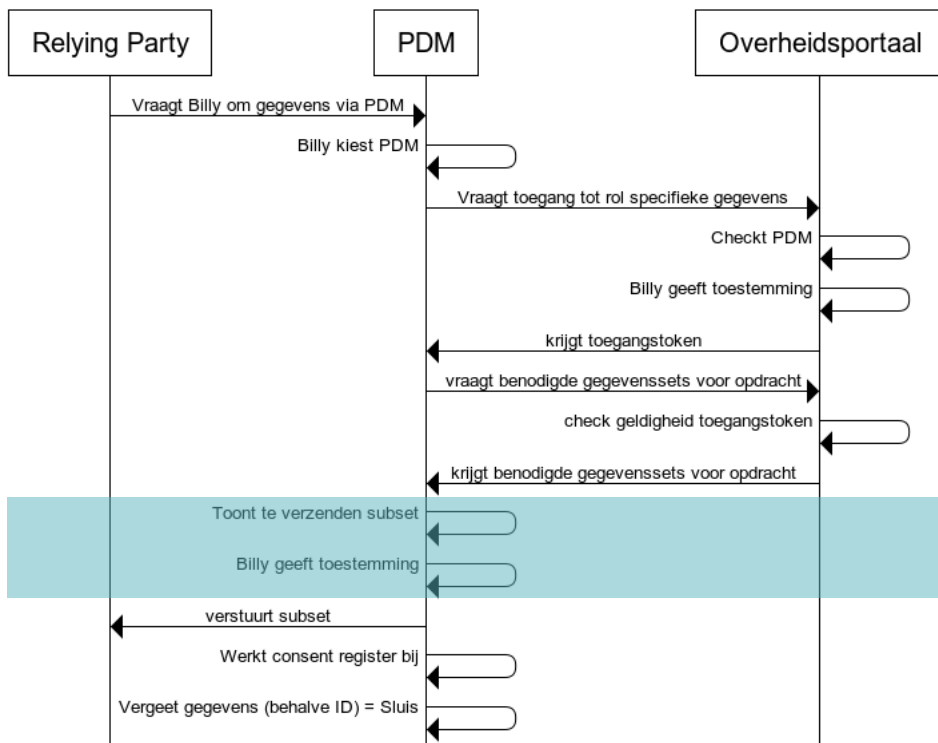 Relying Party
PDM
Overheidsportaal
Vraagt Billy om gegevens via PDM
Billy kiest PDM
Vraagt toegang tot rol specifieke gegevens
Checkt PDM
Billy geeft toestemming
krijgt toegangstoken
vraagt benodigde gegevenssets voor opdracht
check geldigheid toegangstoken
krijgt benodigde gegevenssets voor opdracht
Toont te verzenden subset
Billy geeft toestemming
verstuurt subset
Werkt consent register bij
Vergeet gegevens (behalve ID) = Sluis